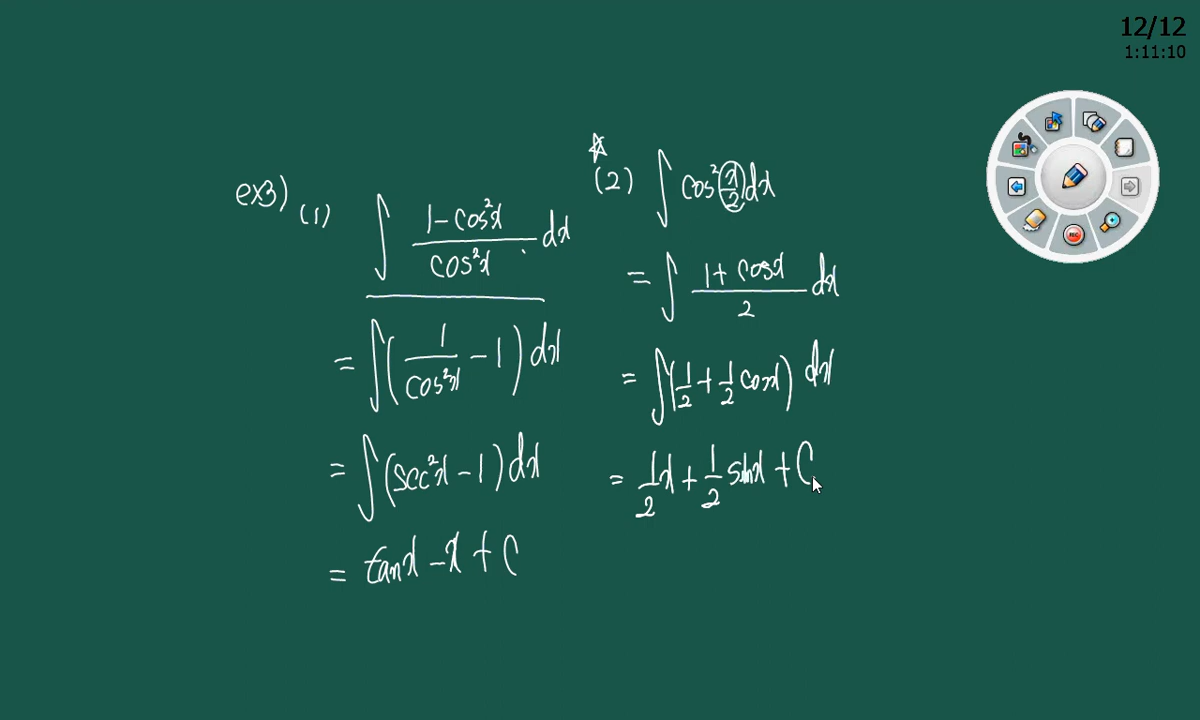 12/12
1:11:10
ex3) (1) ∫ (1-cos²x)/(cos²x) dx
= ∫(1/(cos²x) - 1) dx
= ∫(sec²x - 1) dx
= tanx - x + C
☆
(2) ∫ cos²(x/2) dx
= ∫ (1+cosx)/2 dx
= ∫(1/2 + 1/2 cosx) dx
= 1/2 x + 1/2 sinx + C
REC